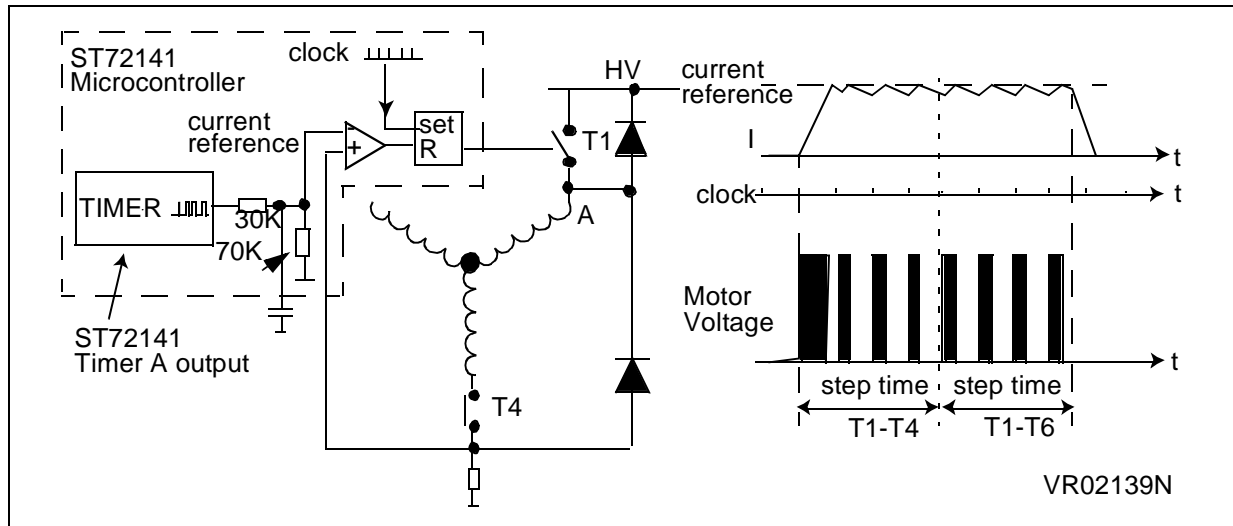 ST72141
Microcontroller
clock
HV
current
reference
current
reference
set
R
T1
I
t
clock
t
TIMER
30K
70K
A
Motor
Voltage
t
ST72141
Timer A output
T4
step time
step time
T1-T4
T1-T6
VR02139N